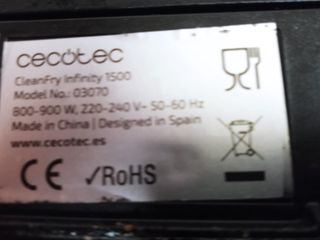 cecotec
CleanFry Infinity 1500
Model No.: 03070
800-900 W, 220-240 V~ 50-60 Hz
Made in China | Designed in Spain
www.cecotec.es
CE ✓RoHS